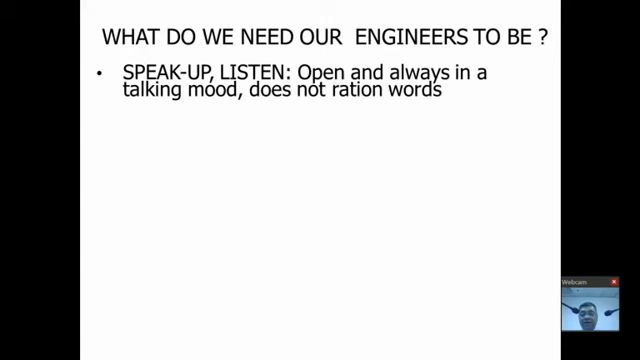 WHAT DO WE NEED OUR ENGINEERS TO BE ?
• SPEAK-UP, LISTEN: Open and always in a
talking mood, does not ration words
Webcam